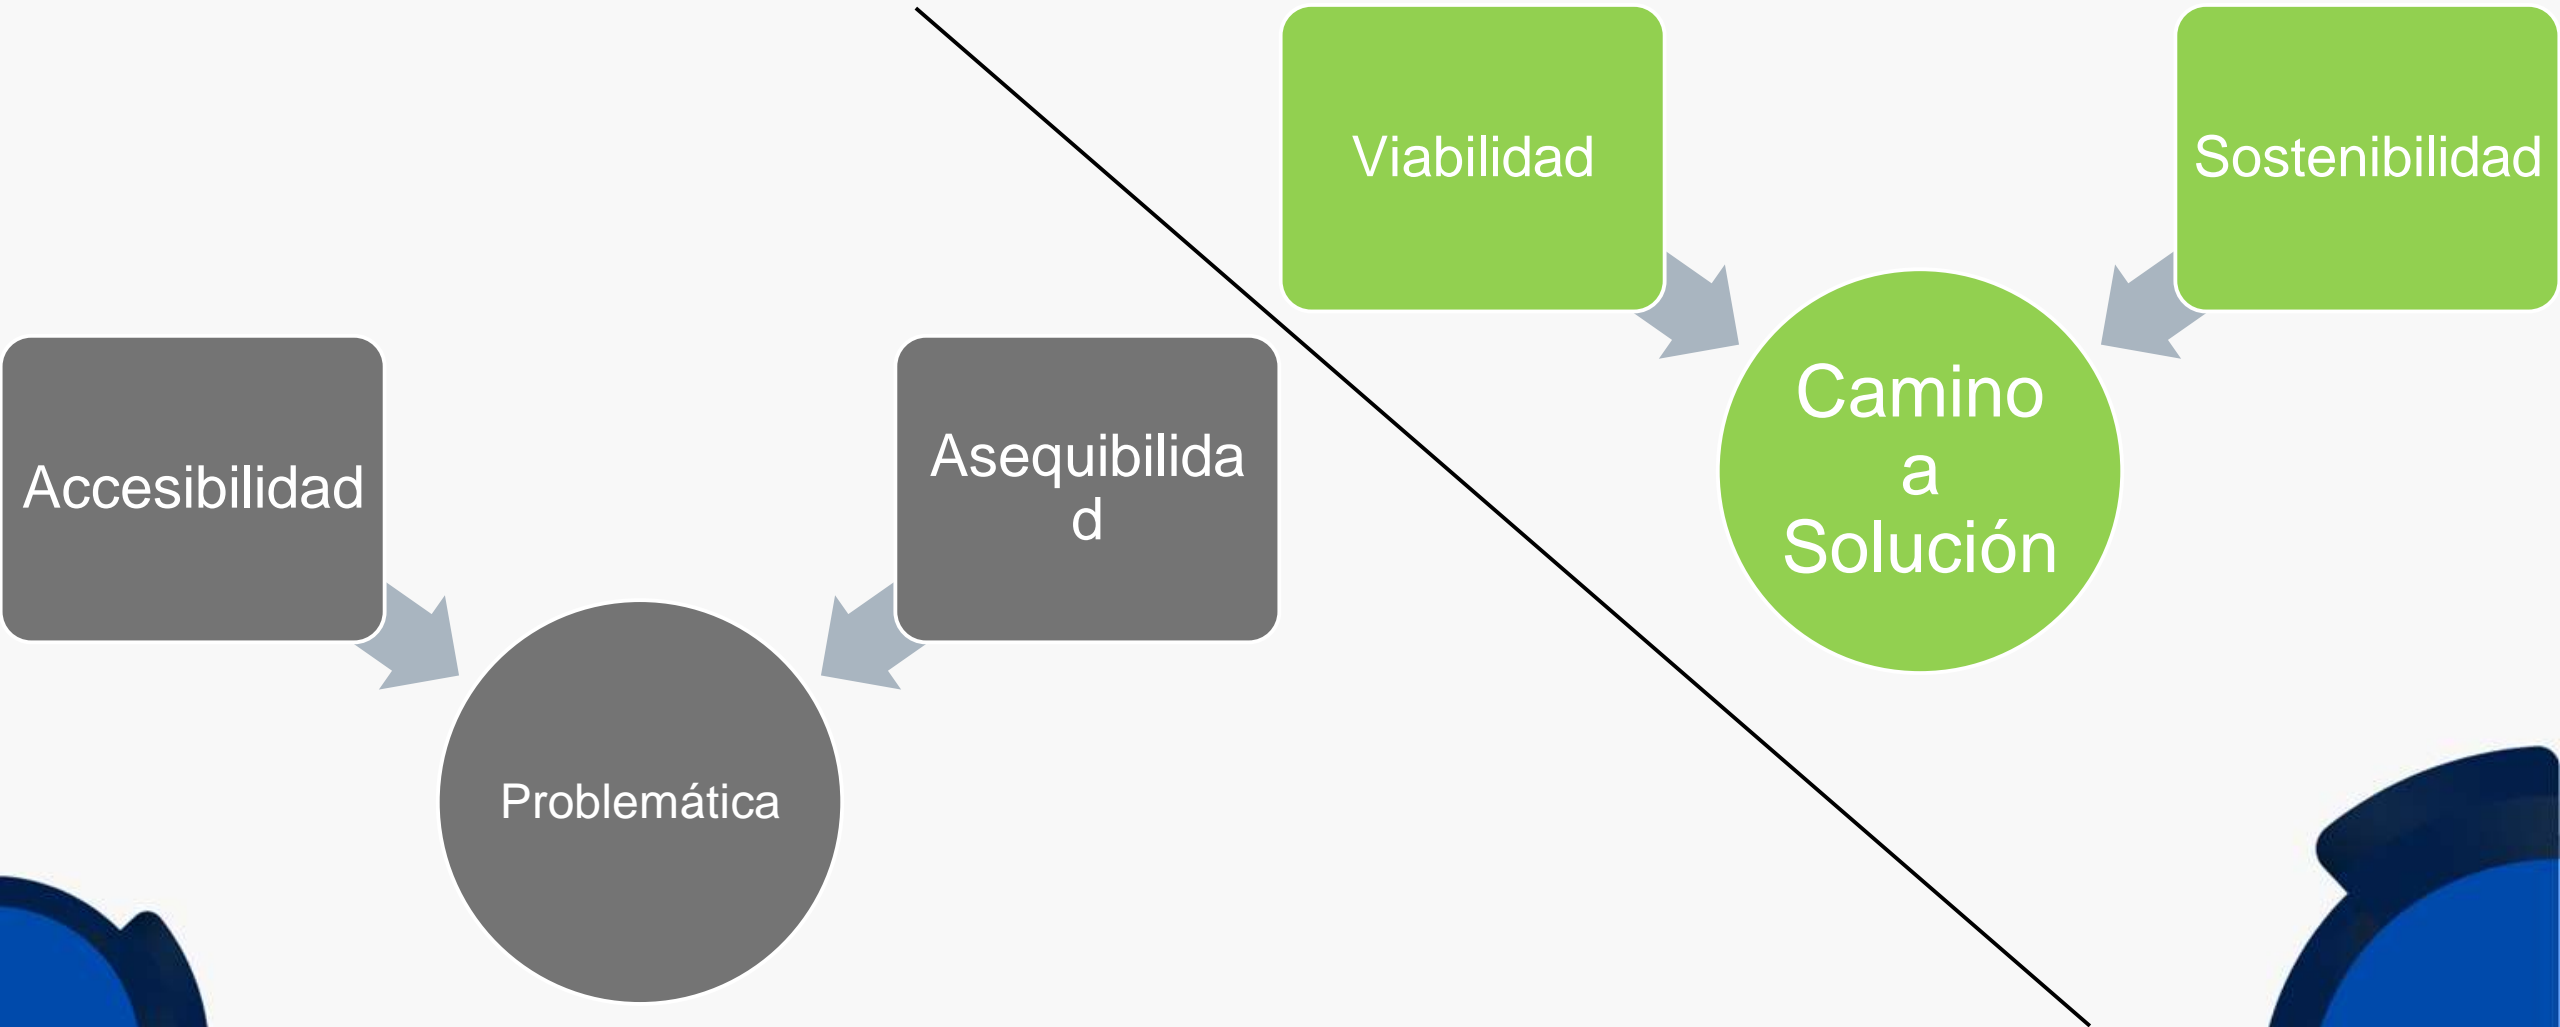 Accesibilidad
Asequibilida
d
Problemática
Viabilidad
Sostenibilidad
Camino
a
Solución